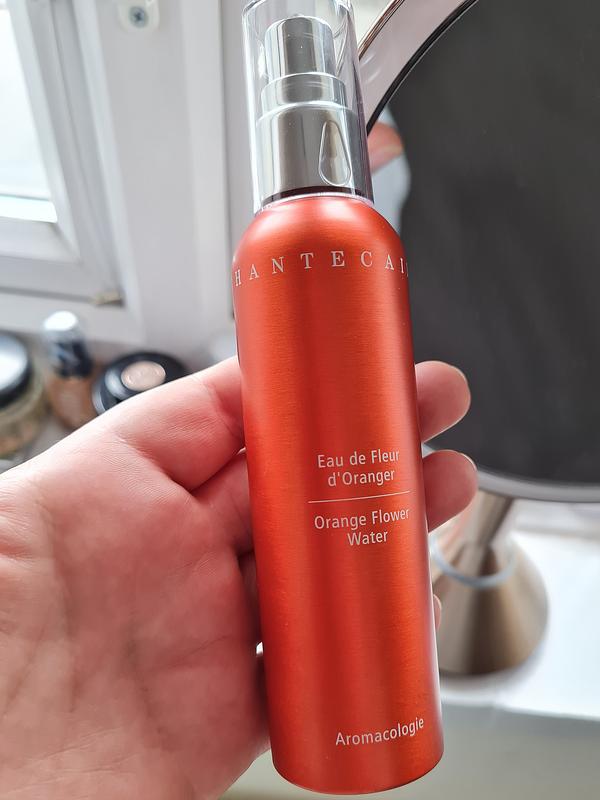 HANTECAI
Eau de Fleur
d'Oranger
Orange Flower
Water
Aromacologie